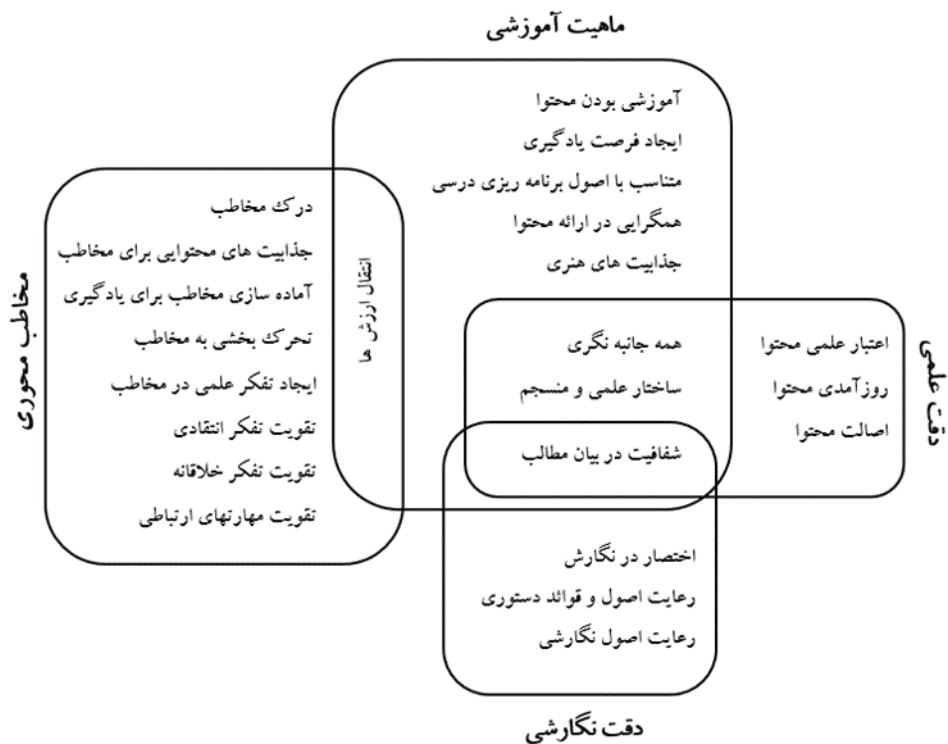 ماهیت آموزشی
آموزشی بودن محتوا
ایجاد فرصت یادگیری
متناسب با اصول برنامه ریزی درسی
همگرایی در ارائه محتوا
جذابیت های هنری
همه جانبه نگری
ساختار علمی و منسجم
شفافیت در بیان مطالب
اعتبار علمی محتوا
روزآمدی محتوا
اصالت محتوا
دقت علمی
انتقال ارزش ها
درک مخاطب
جذابیت های محتوایی برای مخاطب
آماده سازی مخاطب برای یادگیری
تحرک بخشی به مخاطب
ایجاد تفکر علمی در مخاطب
تقویت تفکر انتقادی
تقویت تفکر خلاقانه
تقویت مهارتهای ارتباطی
مخاطب محوری
اختصار در نگارش
رعایت اصول و قوائد دستوری
رعایت اصول نگارشی
دقت نگارشی